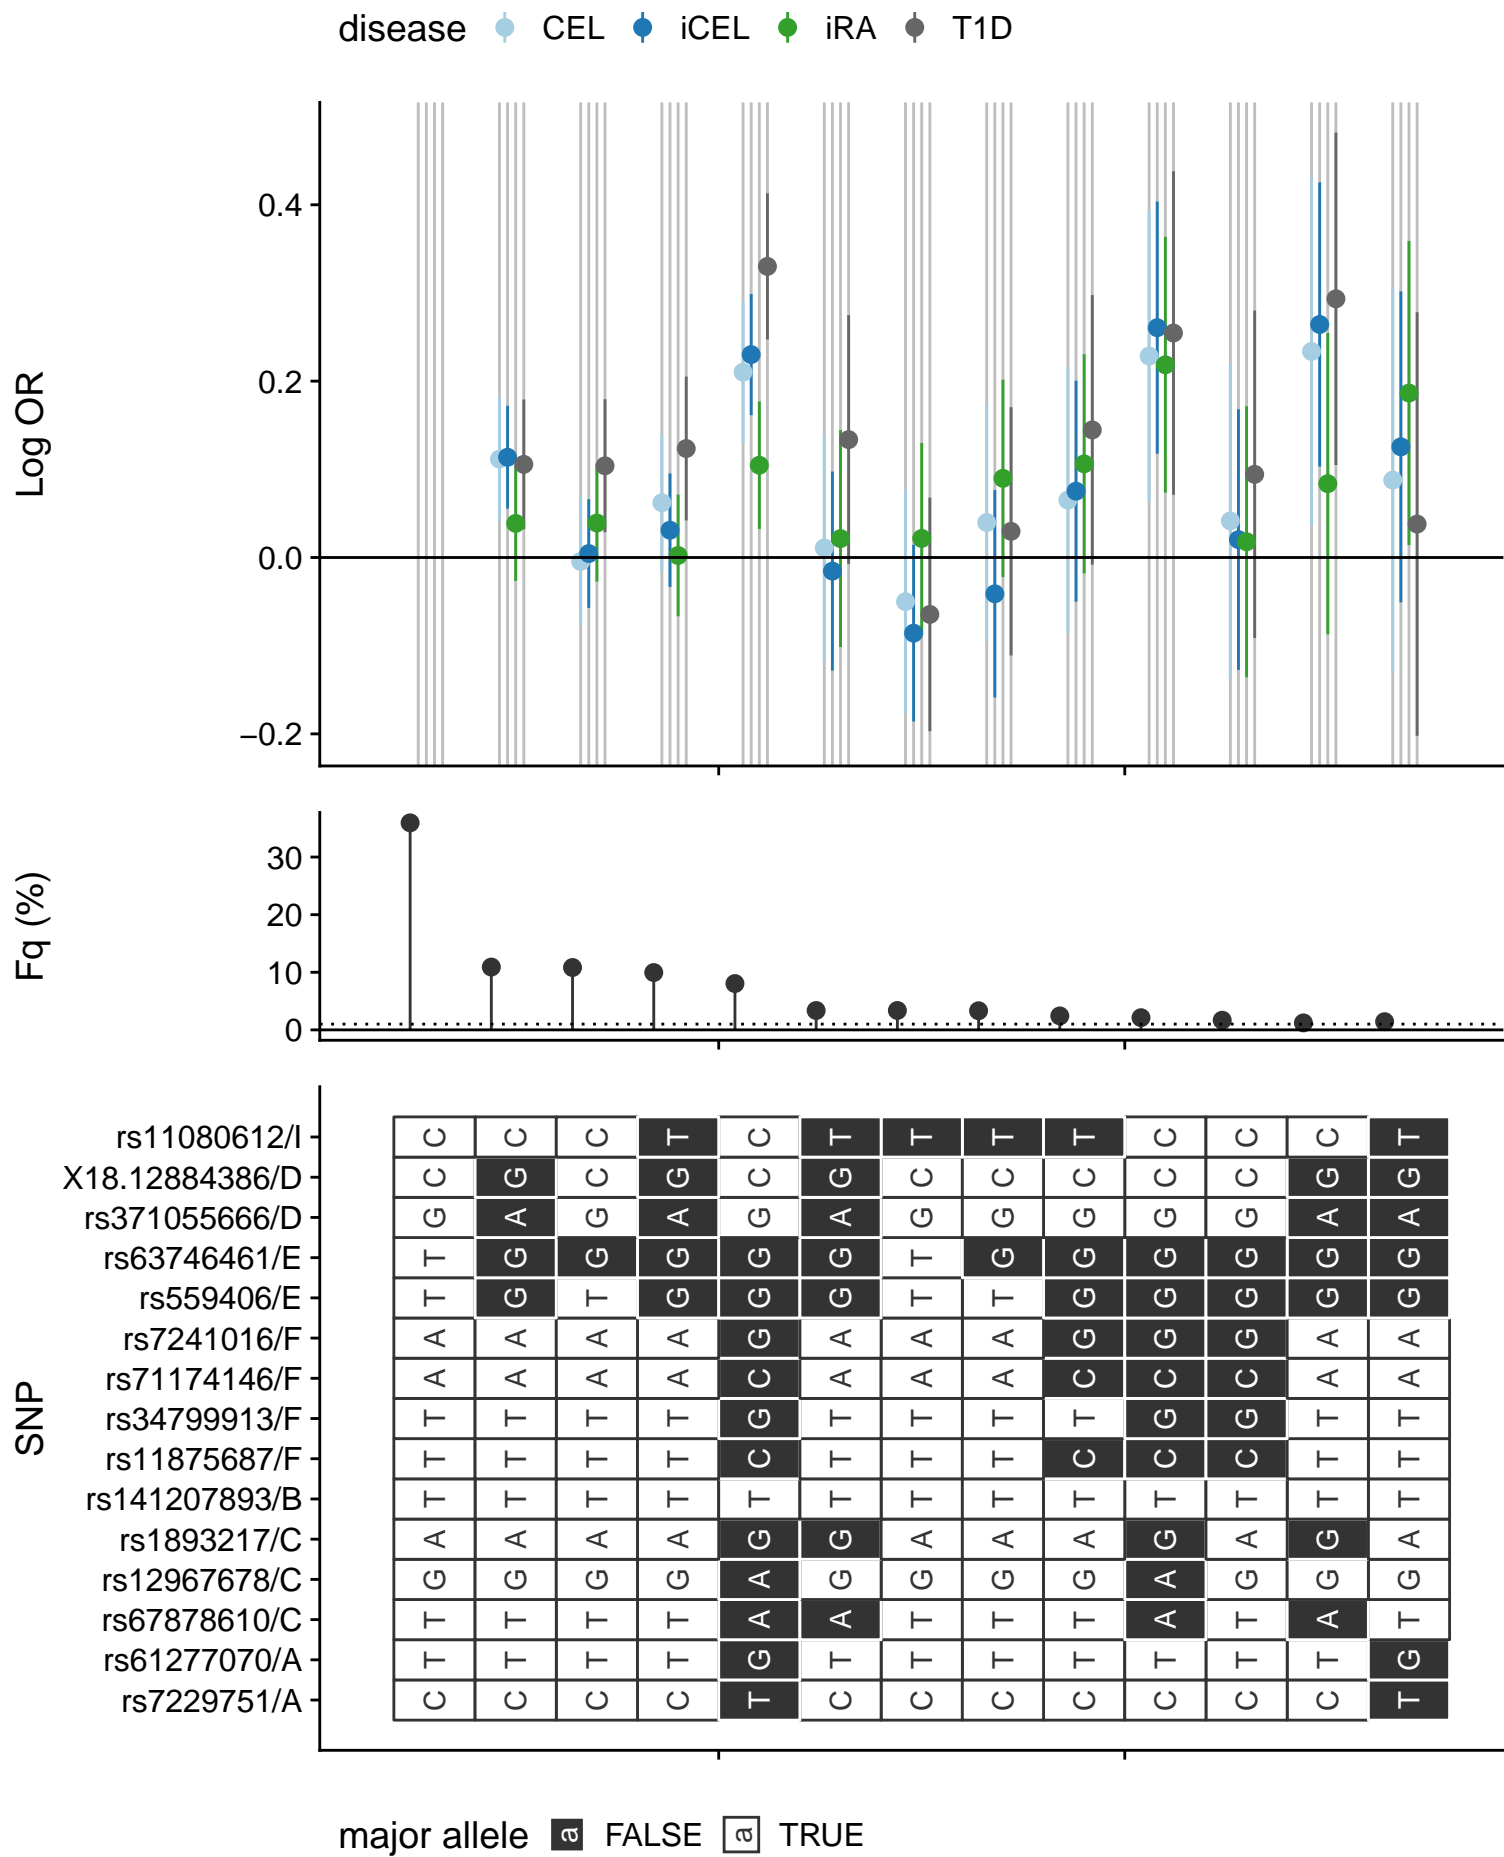 disease CEL iCEL iRA T1D
Log OR
0.4
0.2
0.0
−0.2
Fq (%)
30
20
10
0
SNP
rs11080612/I C C C T C T T T T C C C T
X18.12884386/D C G C G C G C C C C C G G
rs371055666/D G A G A G A G G G G G A A
rs63746461/E T G G G G G T G G G G G G
rs559406/E T G T G G G T T G G G G G
rs7241016/F A A A A G A A A G G G A A
rs71174146/F A A A A C A A A C C C A A
rs34799913/F T T T T G T T T T G G T T
rs11875687/F T T T T C T T T C C C T T
rs141207893/B T T T T T T T T T T T T T
rs1893217/C A A A A G G A A A G A G A
rs12967678/C G G G G A G G G G A G G G
rs67878610/C T T T T A A T T T A T A T
rs61277070/A T T T T G T T T T T T T G
rs7229751/A C C C C T C C C C C C C T
major allele a FALSE a TRUE